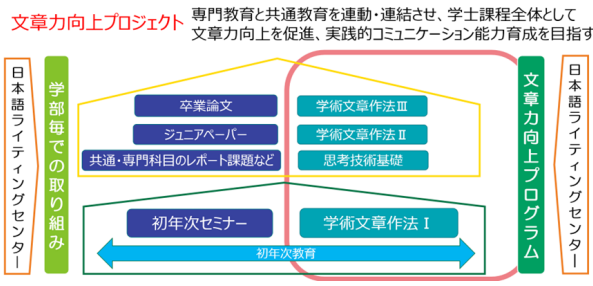 文章力向上プロジェクト
専門教育と共通教育を連動・連結させ、学士課程全体として
文章力向上を促進、実践的コミュニケーション能力育成を目指す
日本語ライティングセンター
学部毎での取り組み
卒業論文
学術文章作法Ⅲ
ジュニアペーパー
学術文章作法Ⅱ
共通・専門科目のレポート課題など
思考技術基礎
初年次セミナー
学術文章作法Ⅰ
初年次教育
文章力向上プログラム
日本語ライティングセンター